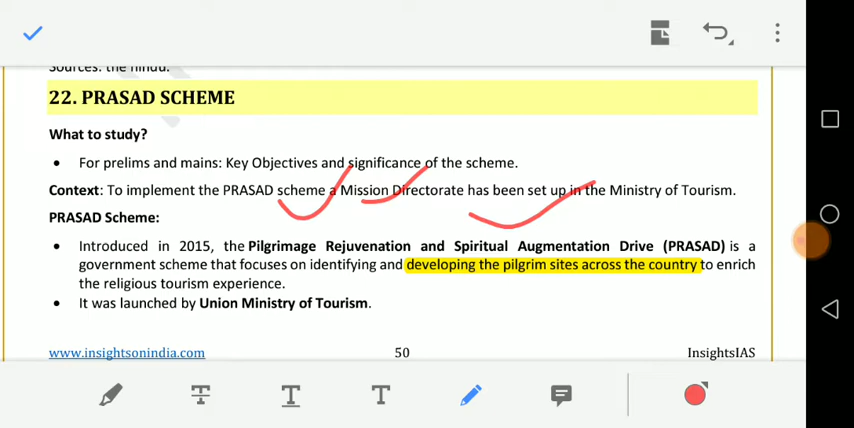 Sources: the hindu.
22. PRASAD SCHEME
What to study?
• For prelims and mains: Key Objectives and significance of the scheme.
Context: To implement the PRASAD scheme a Mission Directorate has been set up in the Ministry of Tourism.
PRASAD Scheme:
• Introduced in 2015, the Pilgrimage Rejuvenation and Spiritual Augmentation Drive (PRASAD) is a
government scheme that focuses on identifying and developing the pilgrim sites across the country to enrich
the religious tourism experience.
• It was launched by Union Ministry of Tourism.
www.insightsonindia.com 50 InsightsIAS